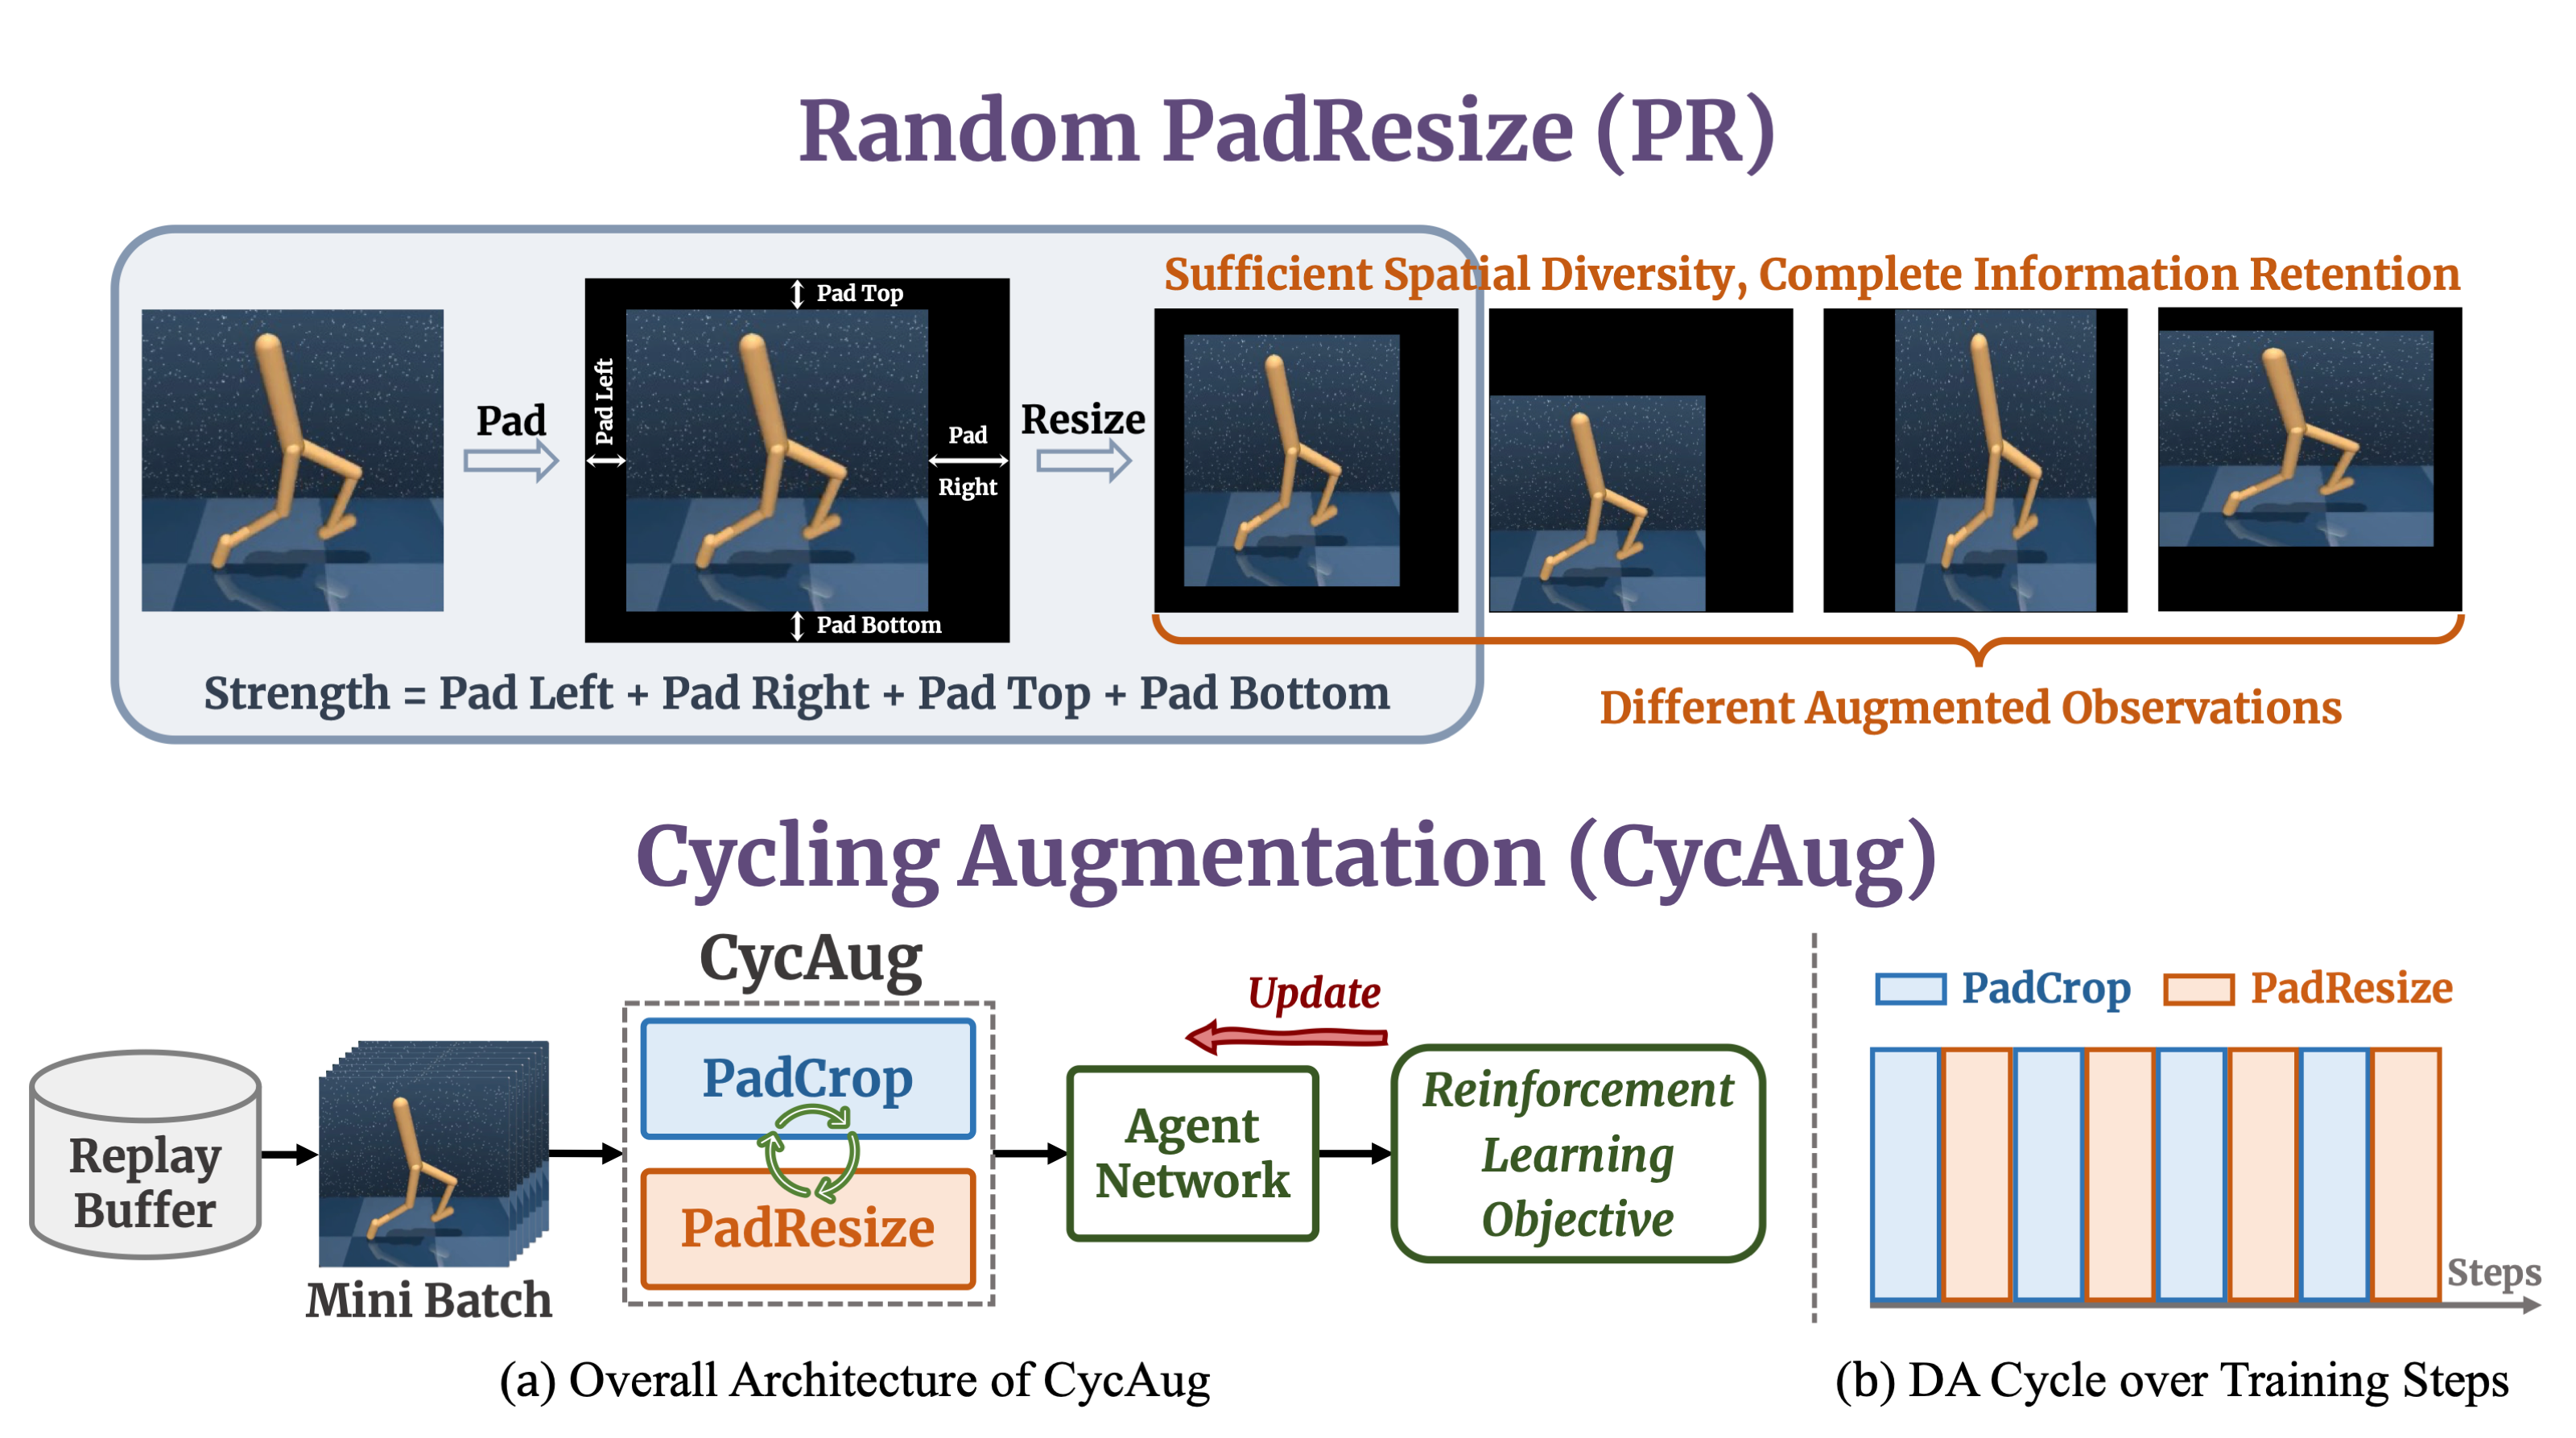 Random PadResize (PR)
Sufficient Spatial Diversity, Complete Information Retention
Pad
Pad Top
Pad Left
Pad
Right
Pad Bottom
Resize
Strength = Pad Left + Pad Right + Pad Top + Pad Bottom
Different Augmented Observations
Cycling Augmentation (CycAug)
CycAug
Replay
Buffer
Mini Batch
PadCrop
PadResize
Agent
Network
Update
Reinforcement
Learning
Objective
(a) Overall Architecture of CycAug
PadCrop
PadResize
Steps
(b) DA Cycle over Training Steps